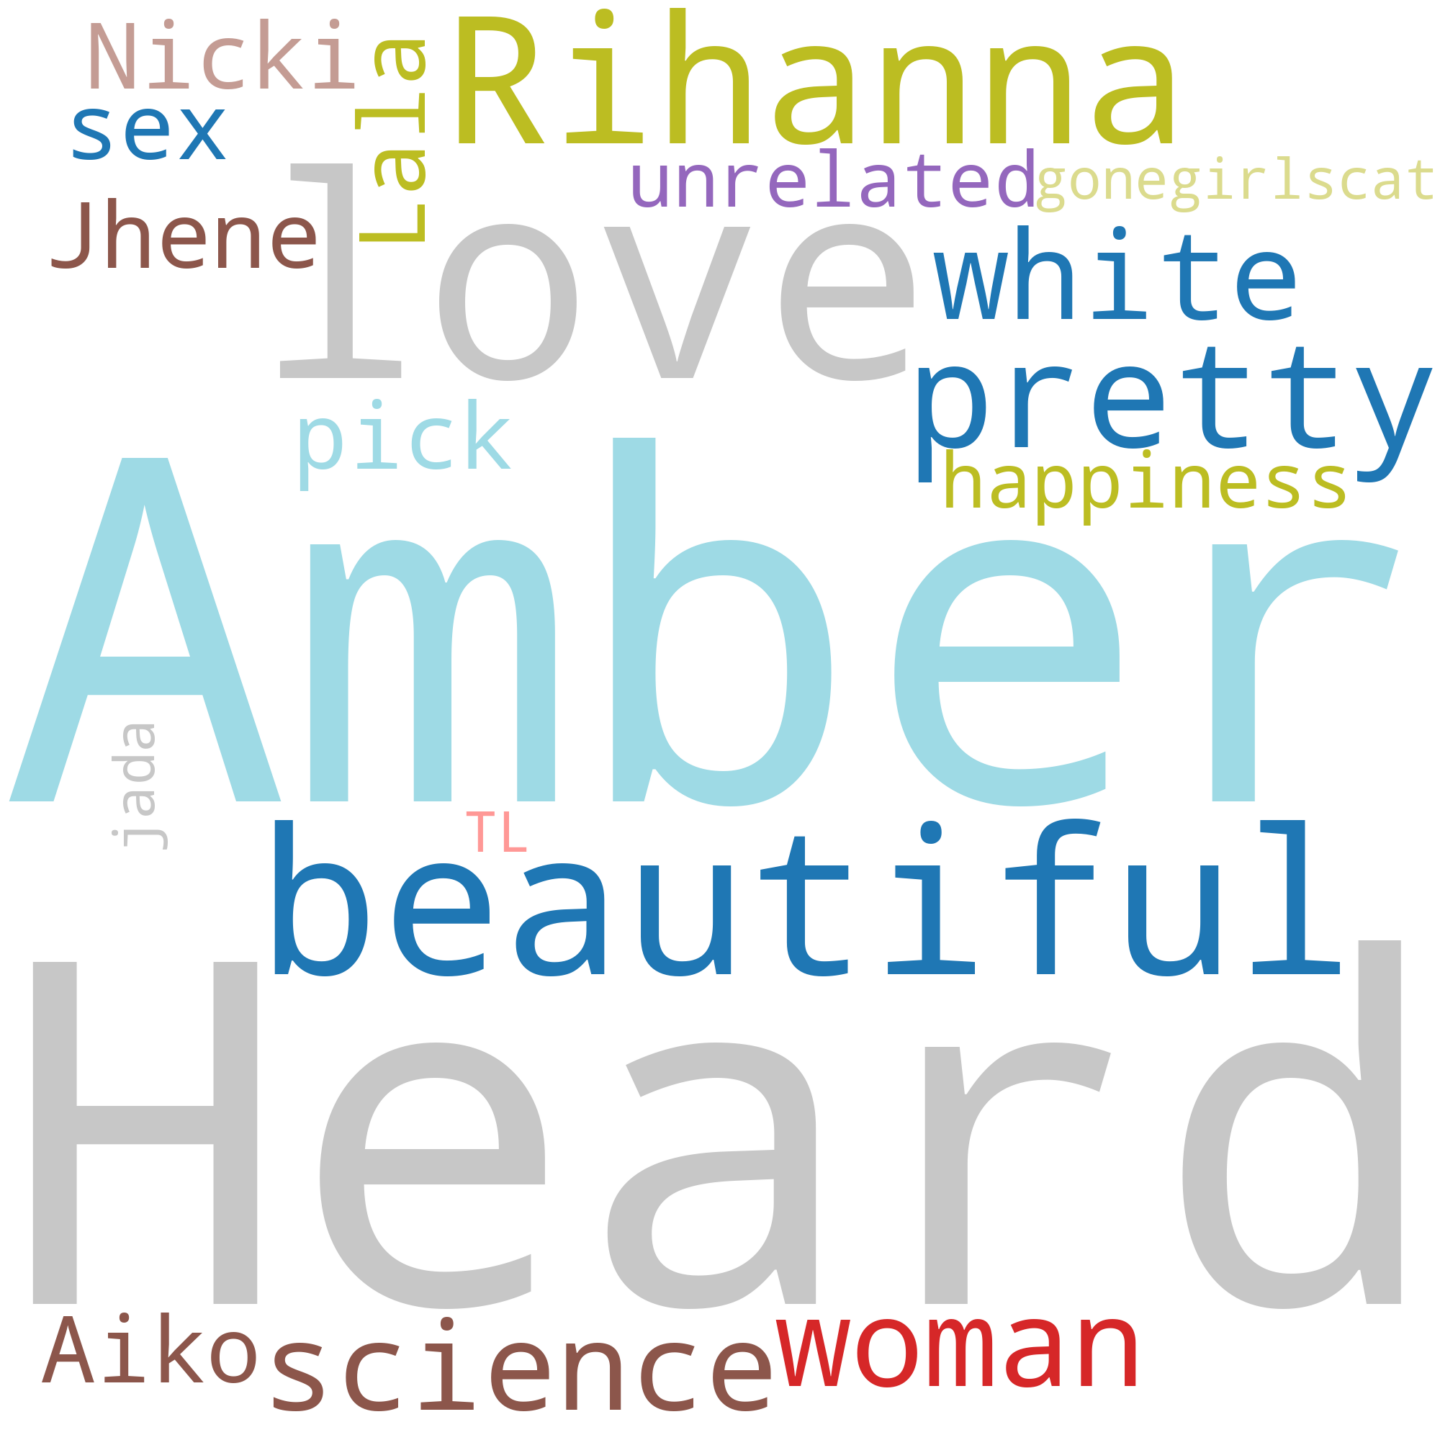 Nicki
Lala
Rihanna
sex
unrelated
gonegirlscat
Jhene
love
white
pretty
pick
happiness
Amber
jada
TL
beautiful
Heard
Aiko
science
woman